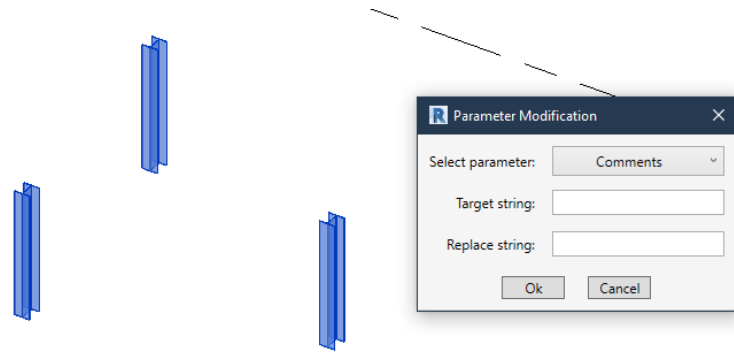 Parameter Modification
Select parameter: Comments
Target string:
Replace string:
Ok Cancel